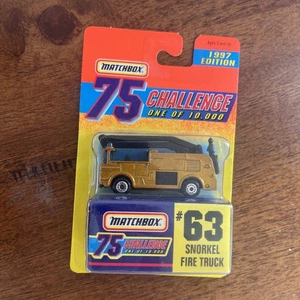 1997
EDITION
MATCHBOX
75 CHALLENGE
ONE OF 10,000
MATCHBOX
75 CHALLENGE
ONE OF 10,000
#63
SNORKEL
FIRE TRUCK